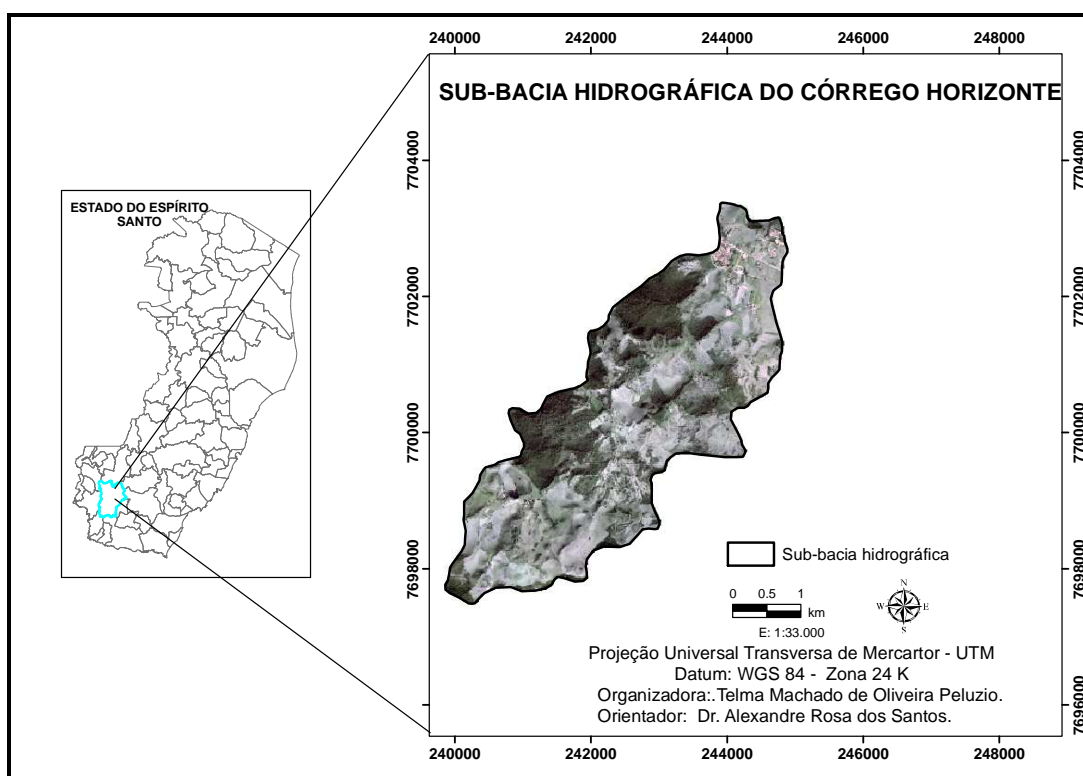 240000 242000 244000 246000 248000
SUB-BACIA HIDROGRÁFICA DO CÓRREGO HORIZONTE
7704000
7704000
ESTADO DO ESPÍRITO
SANTO
7702000
7702000
7700000
7700000
7698000
7698000
Sub-bacia hidrográfica
0 0.5 1
km
N
W E
S
E: 1:33.000
Projeção Universal Transversa de Mercartor - UTM
Datum: WGS 84 - Zona 24 K
Organizadora:.Telma Machado de Oliveira Peluzio.
Orientador: Dr. Alexandre Rosa dos Santos.
7696000
7696000
240000 242000 244000 246000 248000